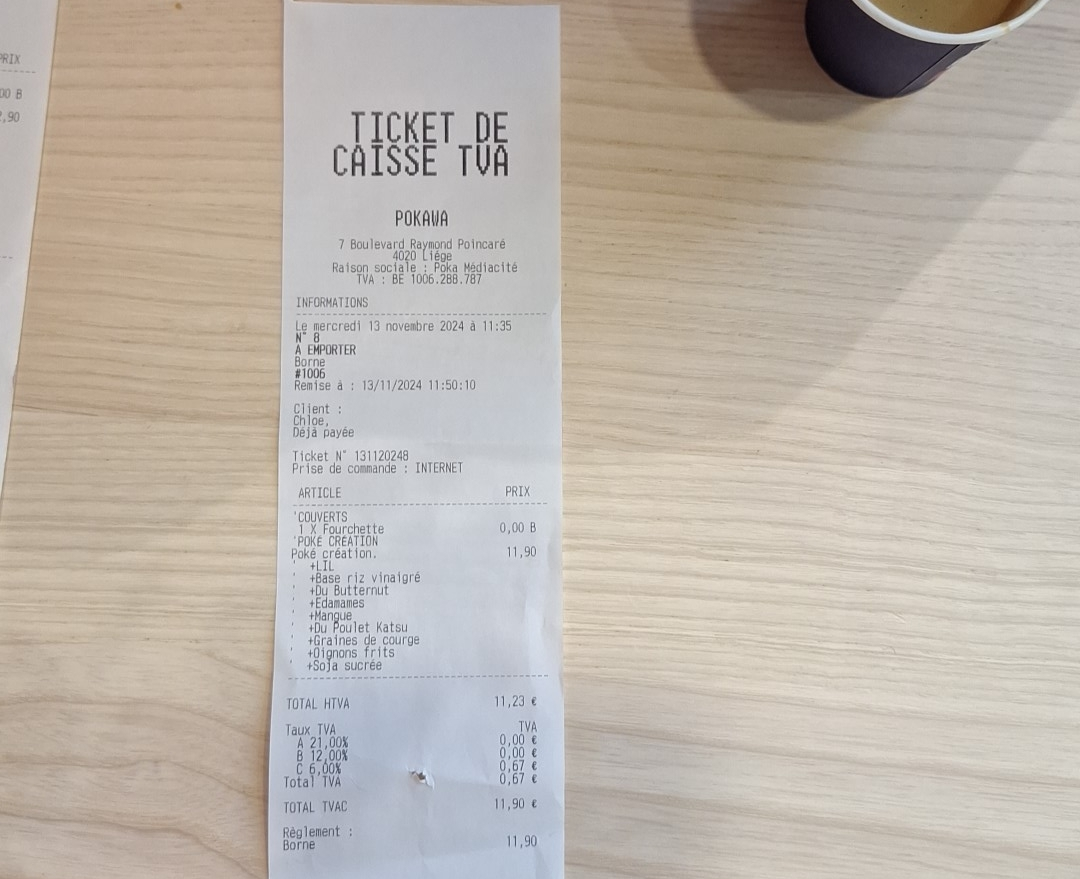 PRIX
00 B
,90
TICKET DE
CAISSE TVA
POKAWA
7 Boulevard Raymond Poincaré
4020 Liége
Raison sociale : Poka Médiacité
TVA : BE 1006.288.787
INFORMATIONS
Le mercredi 13 novembre 2024 à 11:35
N° 8
A EMPORTER
Borne
#1006
Remise à : 13/11/2024 11:50:10
Client :
Chloe,
Déjà payée
Ticket N° 131120248
Prise de commande : INTERNET
ARTICLE PRIX
'COUVERTS
1 X Fourchette 0,00 B
'POKÉ CRÉATION
Poké création. 11,90
' +LIL
' +Base riz vinaigré
' +Du Butternut
' +Edamames
' +Mangue
' +Du Poulet Katsu
' +Graines de courge
' +Oignons frits
' +Soja sucrée
TOTAL HTVA 11,23 €
Taux TVA TVA
A 21,00% 0,00 €
B 12,00% 0,00 €
C 6,00% 0,67 €
Total TVA 0,67 €
TOTAL TVAC 11,90 €
Règlement :
Borne 11,90